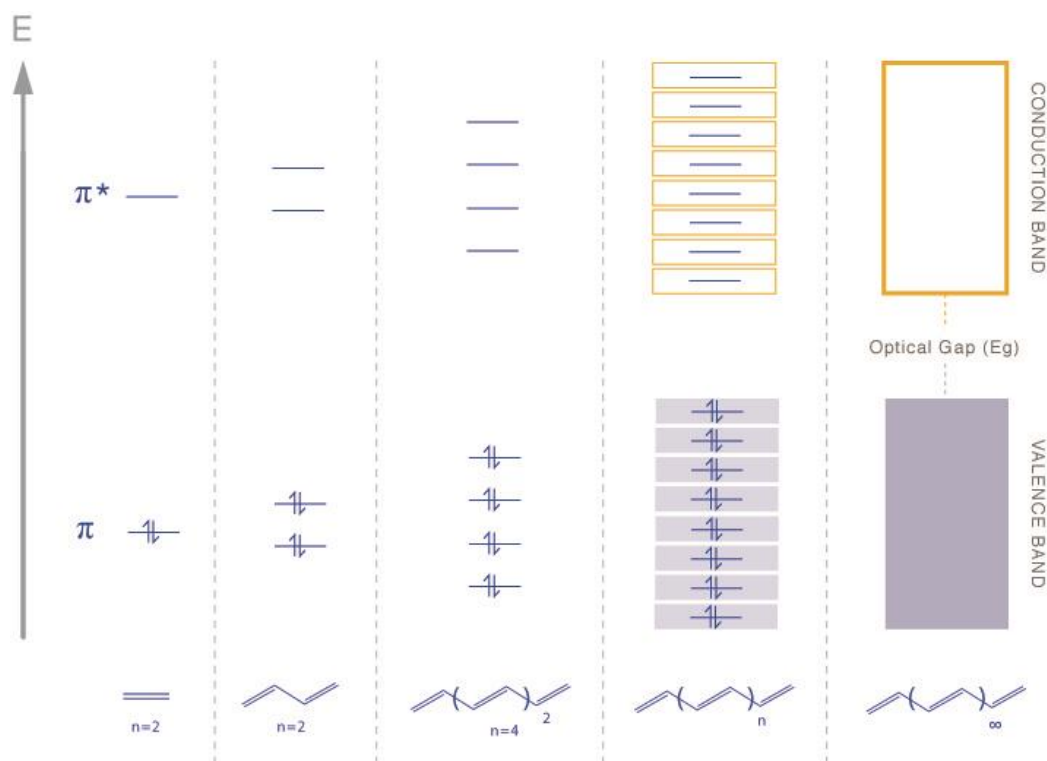 E
π*
π
CONDUCTION BAND
Optical Gap (Eg)
VALENCE BAND
n=2
n=2
2
n=4
n
∞